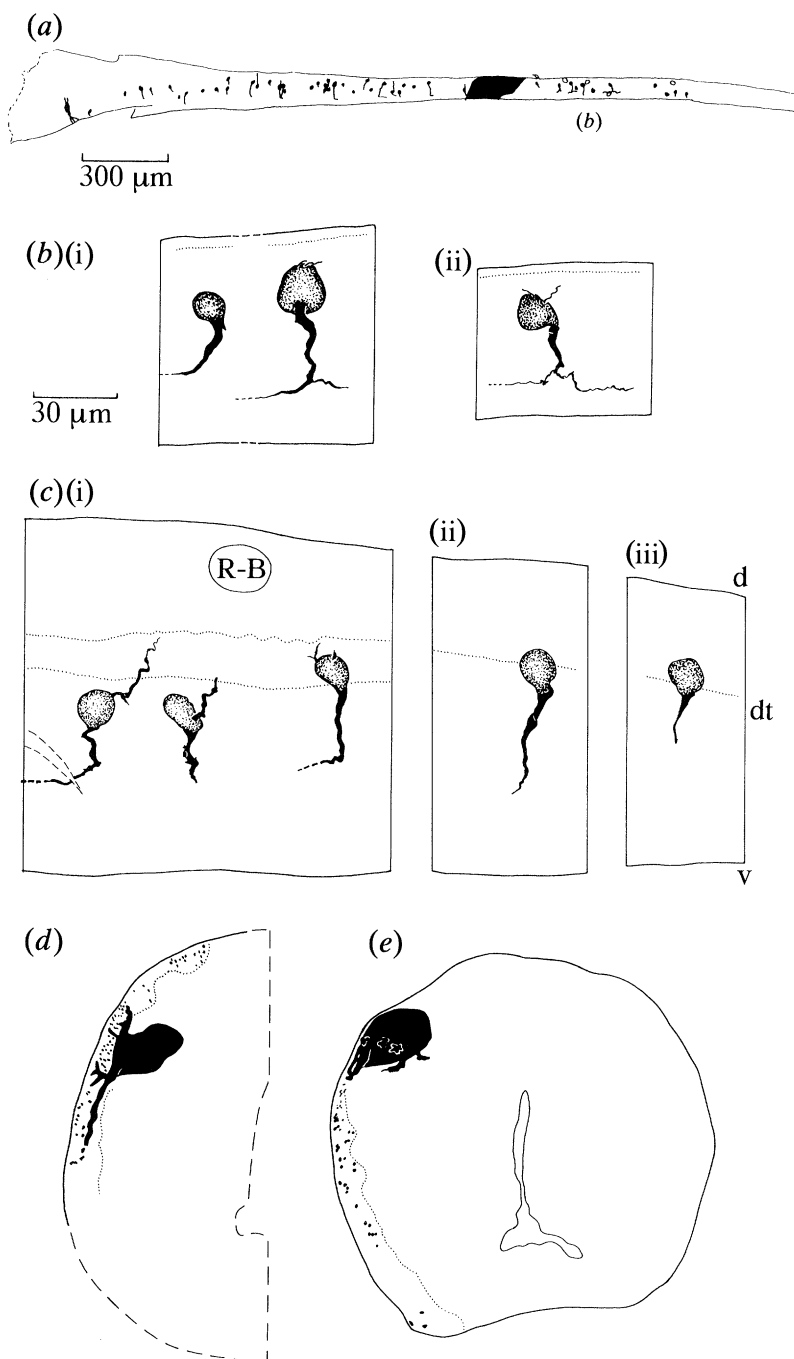 (a)
(b)
300 μm
(b)(i)
(ii)
30 μm
(c)(i)
R-B
(ii)
(iii)
d
dt
v
(d)
(e)